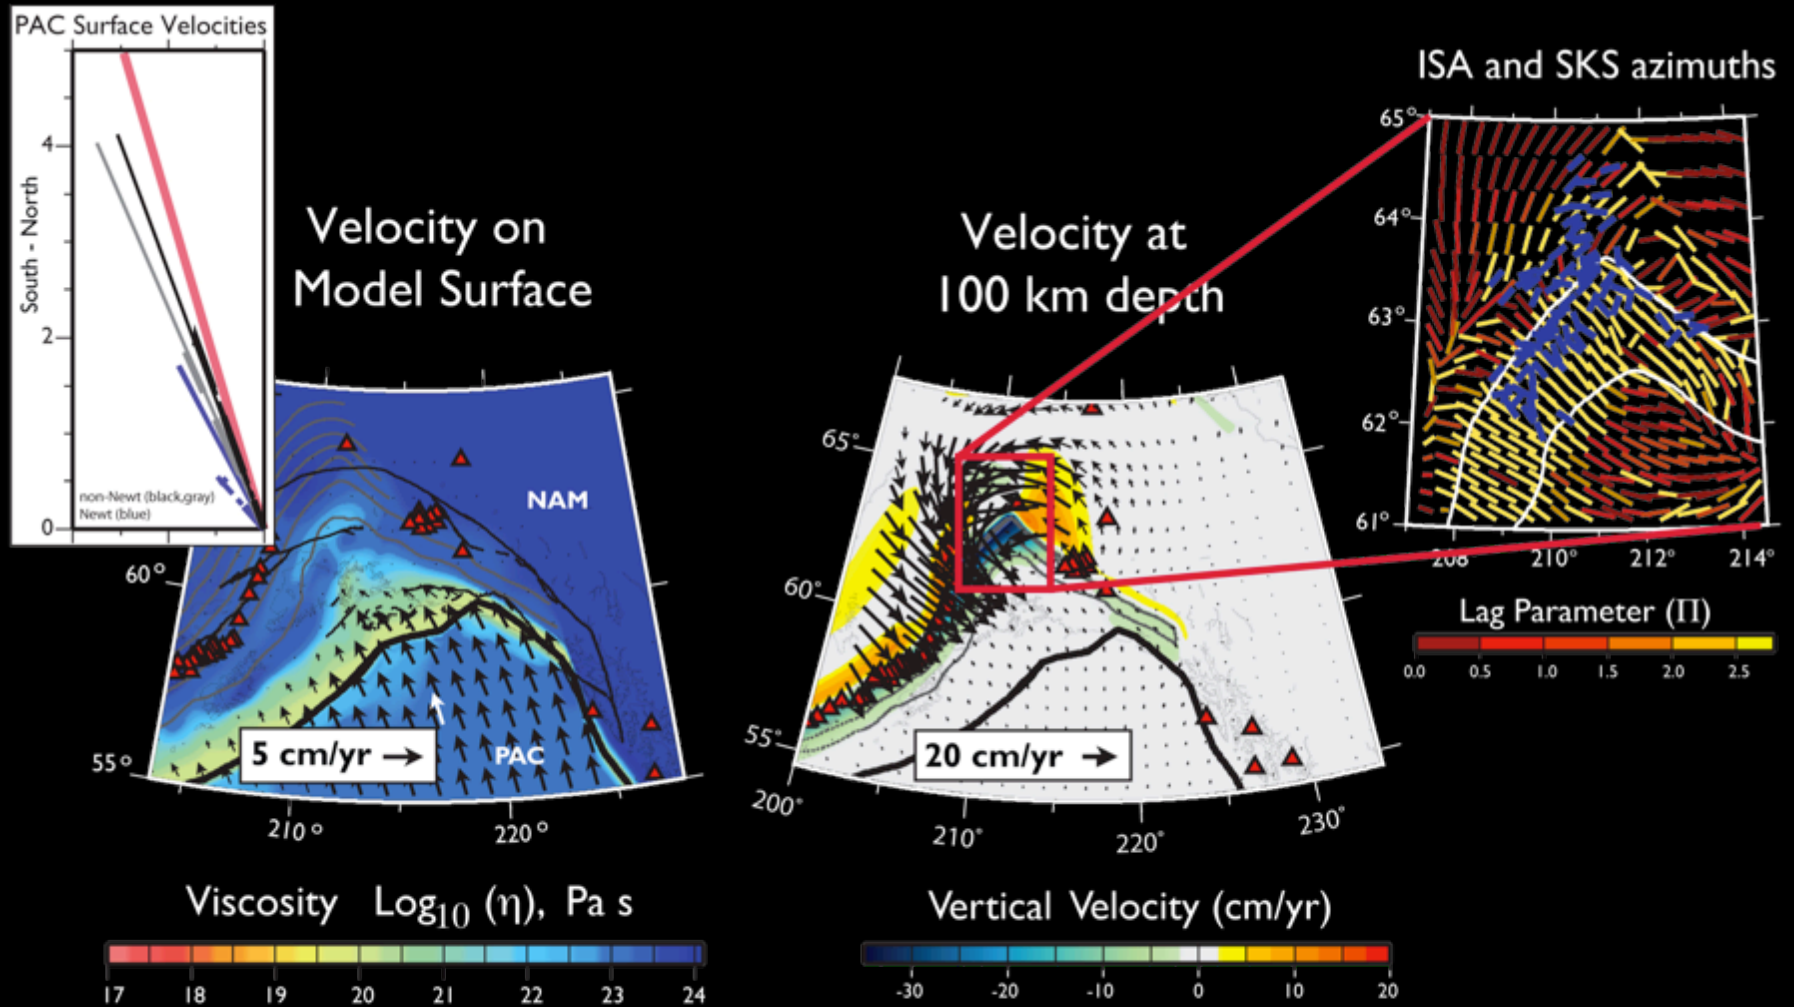 PAC Surface Velocities
4
2
0
South - North
non-Newt (black,gray)
Newt (blue)
Velocity on
Model Surface
NAM
PAC
5 cm/yr
60°
55°
210°
220°
Viscosity Log10 (η), Pa s
17 18 19 20 21 22 23 24
Velocity at
100 km depth
65°
60°
55°
200°
210°
220°
230°
20 cm/yr
Vertical Velocity (cm/yr)
-30 -20 -10 0 10 20
ISA and SKS azimuths
65°
64°
63°
62°
61°
208 210° 212° 214°
Lag Parameter (Π)
0.0 0.5 1.0 1.5 2.0 2.5